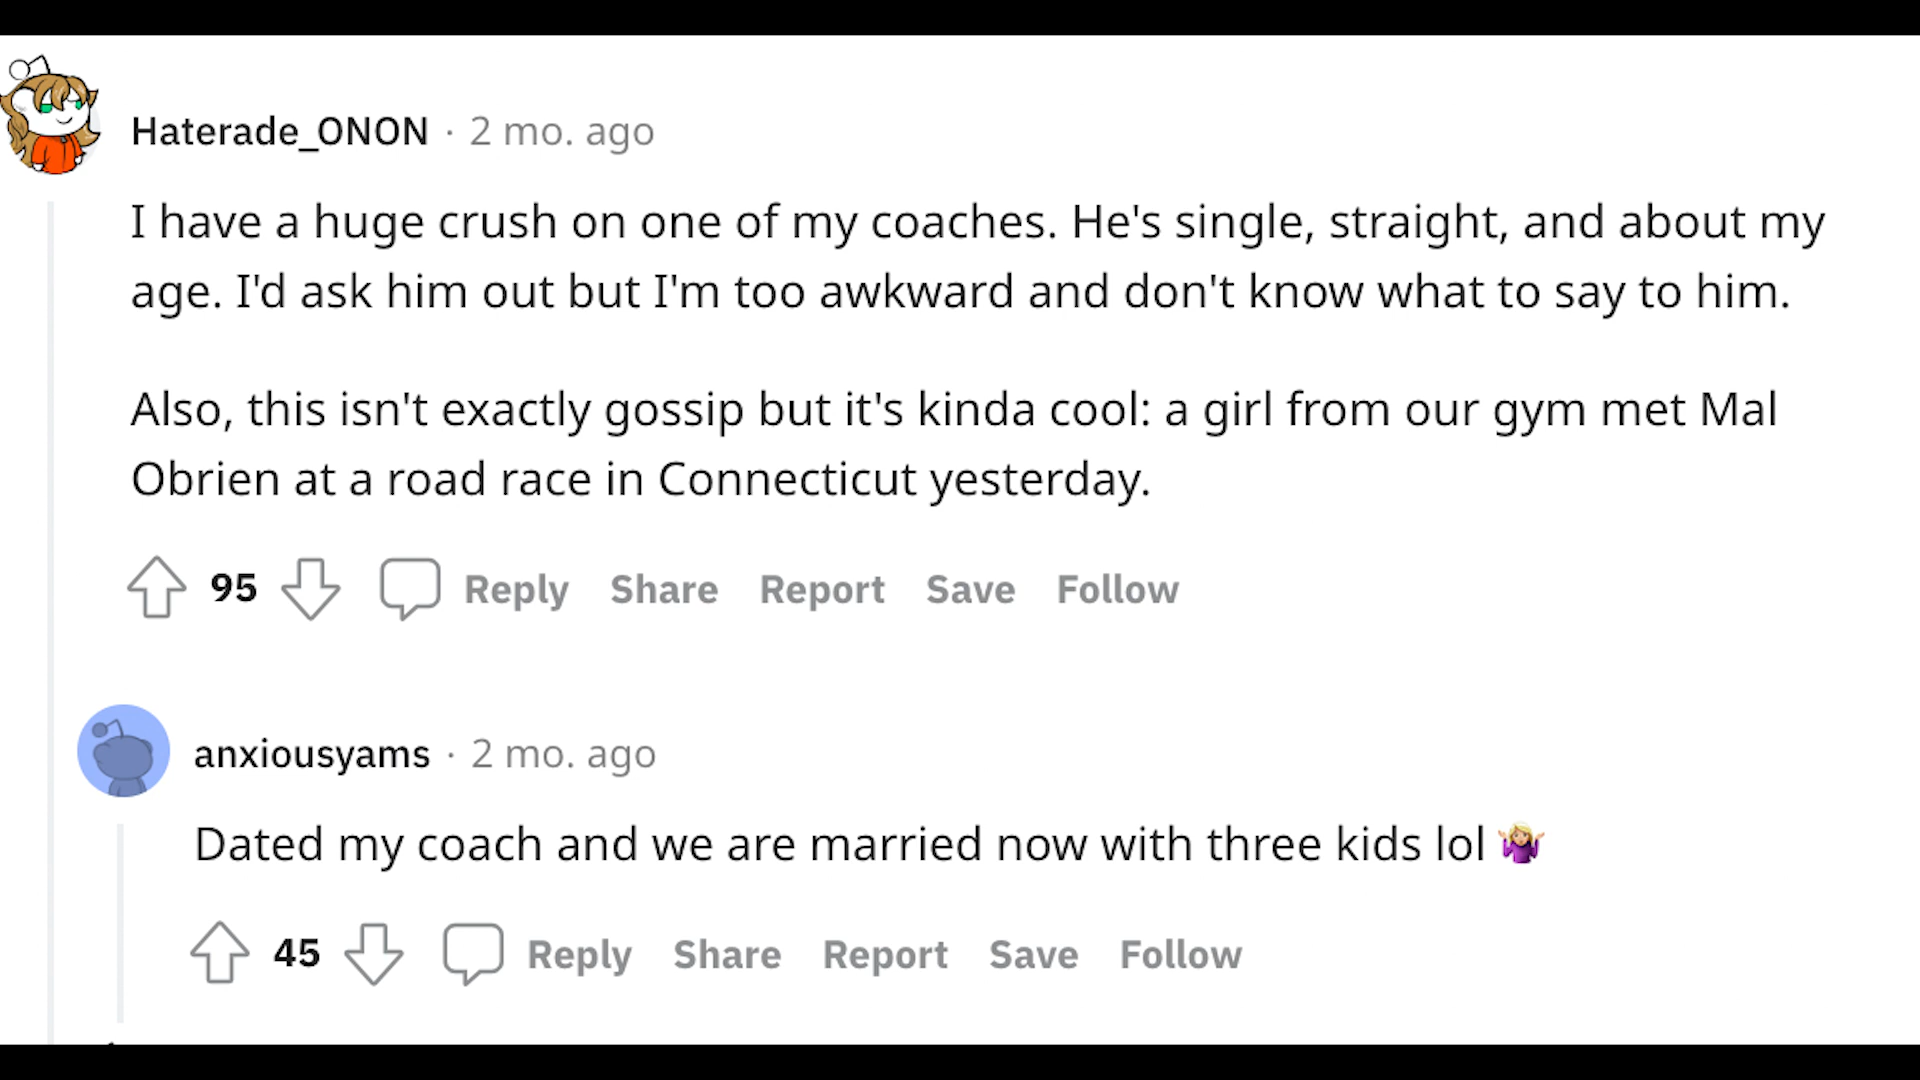 Haterade_ONON · 2 mo. ago
I have a huge crush on one of my coaches. He's single, straight, and about my
age. I'd ask him out but I'm too awkward and don't know what to say to him.
Also, this isn't exactly gossip but it's kinda cool: a girl from our gym met Mal
Obrien at a road race in Connecticut yesterday.
95 Reply Share Report Save Follow
anxiousyams · 2 mo. ago
Dated my coach and we are married now with three kids lol 🤷🏼‍♀️
45 Reply Share Report Save Follow